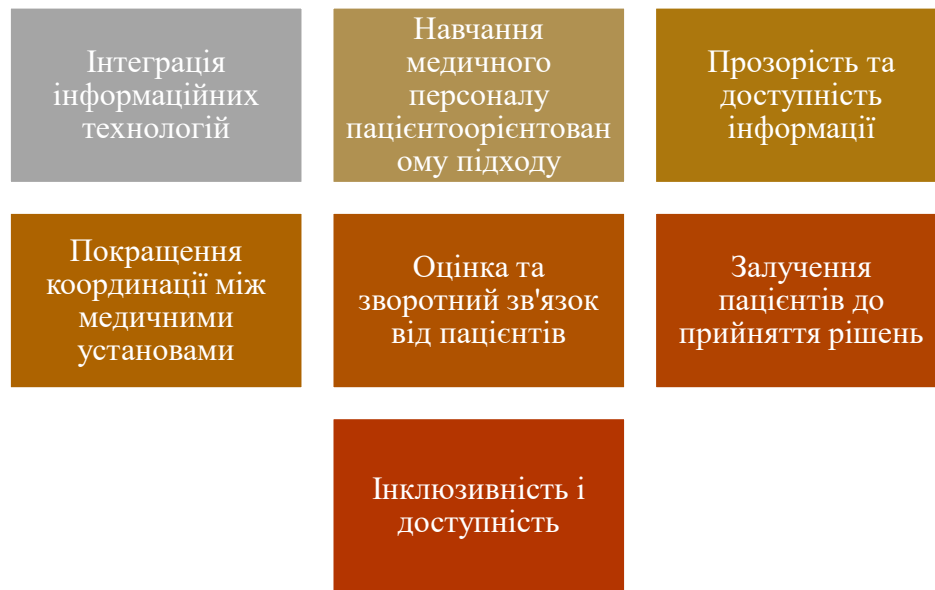 Інтеграція
інформаційних
технологій
Навчання
медичного
персоналу
пацієнтоорієнтован
ому підходу
Прозорість та
доступність
інформації
Покращення
координації між
медичними
установами
Оцінка та
зворотний зв'язок
від пацієнтів
Залучення
пацієнтів до
прийняття рішень
Інклюзивність і
доступність